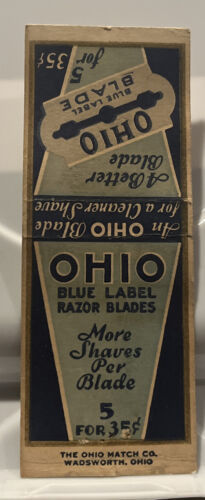 5
for 35¢
OHIO
BLUE LABEL
BLADE
A Better
Blade
An OHIO Blade
for a Cleaner Shave
OHIO
BLUE LABEL
RAZOR BLADES
More
Shaves
Per
Blade
5
FOR 35¢
THE OHIO MATCH CO.
WADSWORTH, OHIO